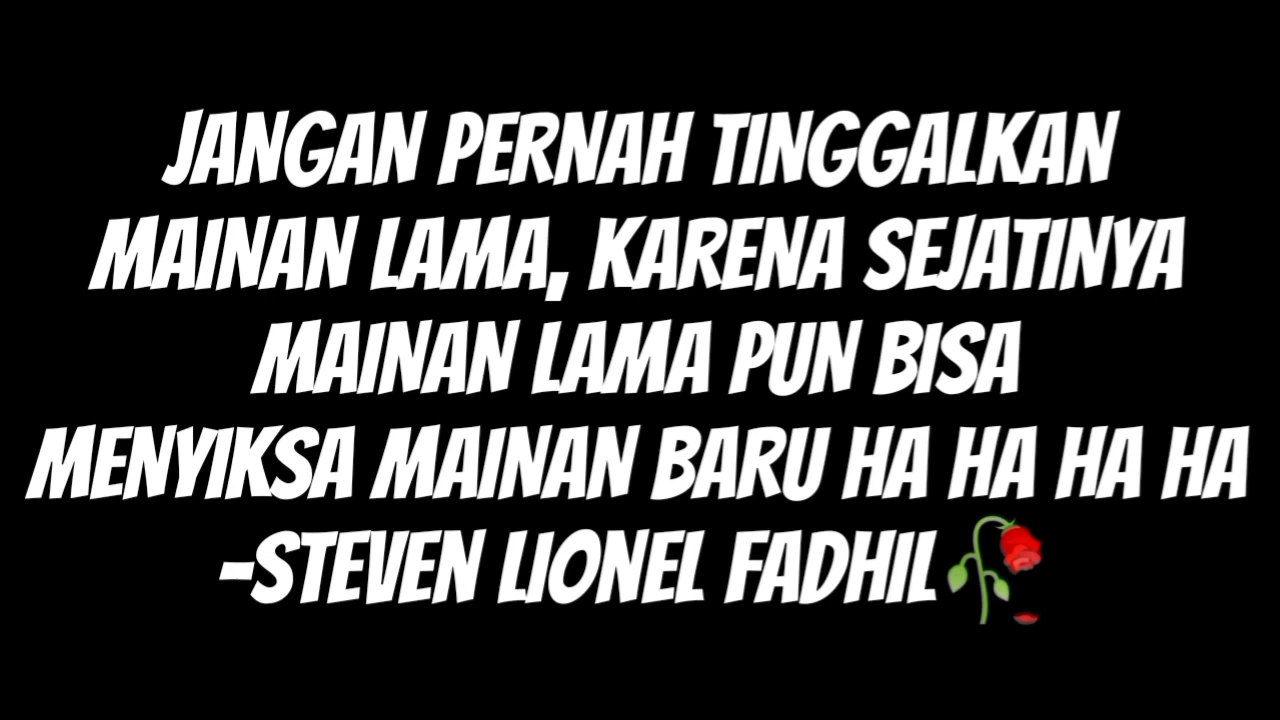 JANGAN PERNAH TINGGALKAN
MAINAN LAMA, KARENA SEJATINYA
MAINAN LAMA PUN BISA
MENYIKSA MAINAN BARU HA HA HA HA
-STEVEN LIONEL FADHIL🥀